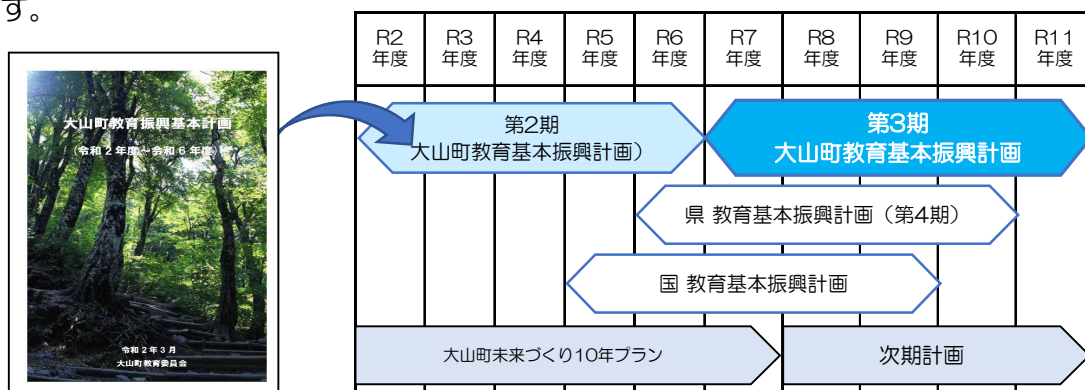 す。
R2
年度
R3
年度
R4
年度
R5
年度
R6
年度
R7
年度
R8
年度
R9
年度
R10
年度
R11
年度
大山町教育振興基本計画
(令和2年度~令和6年度)
令和2年3月
大山町教育委員会
第2期
大山町教育基本振興計画）
第3期
大山町教育基本振興計画
県 教育基本振興計画（第4期）
国 教育基本振興計画
大山町未来づくり10年プラン
次期計画